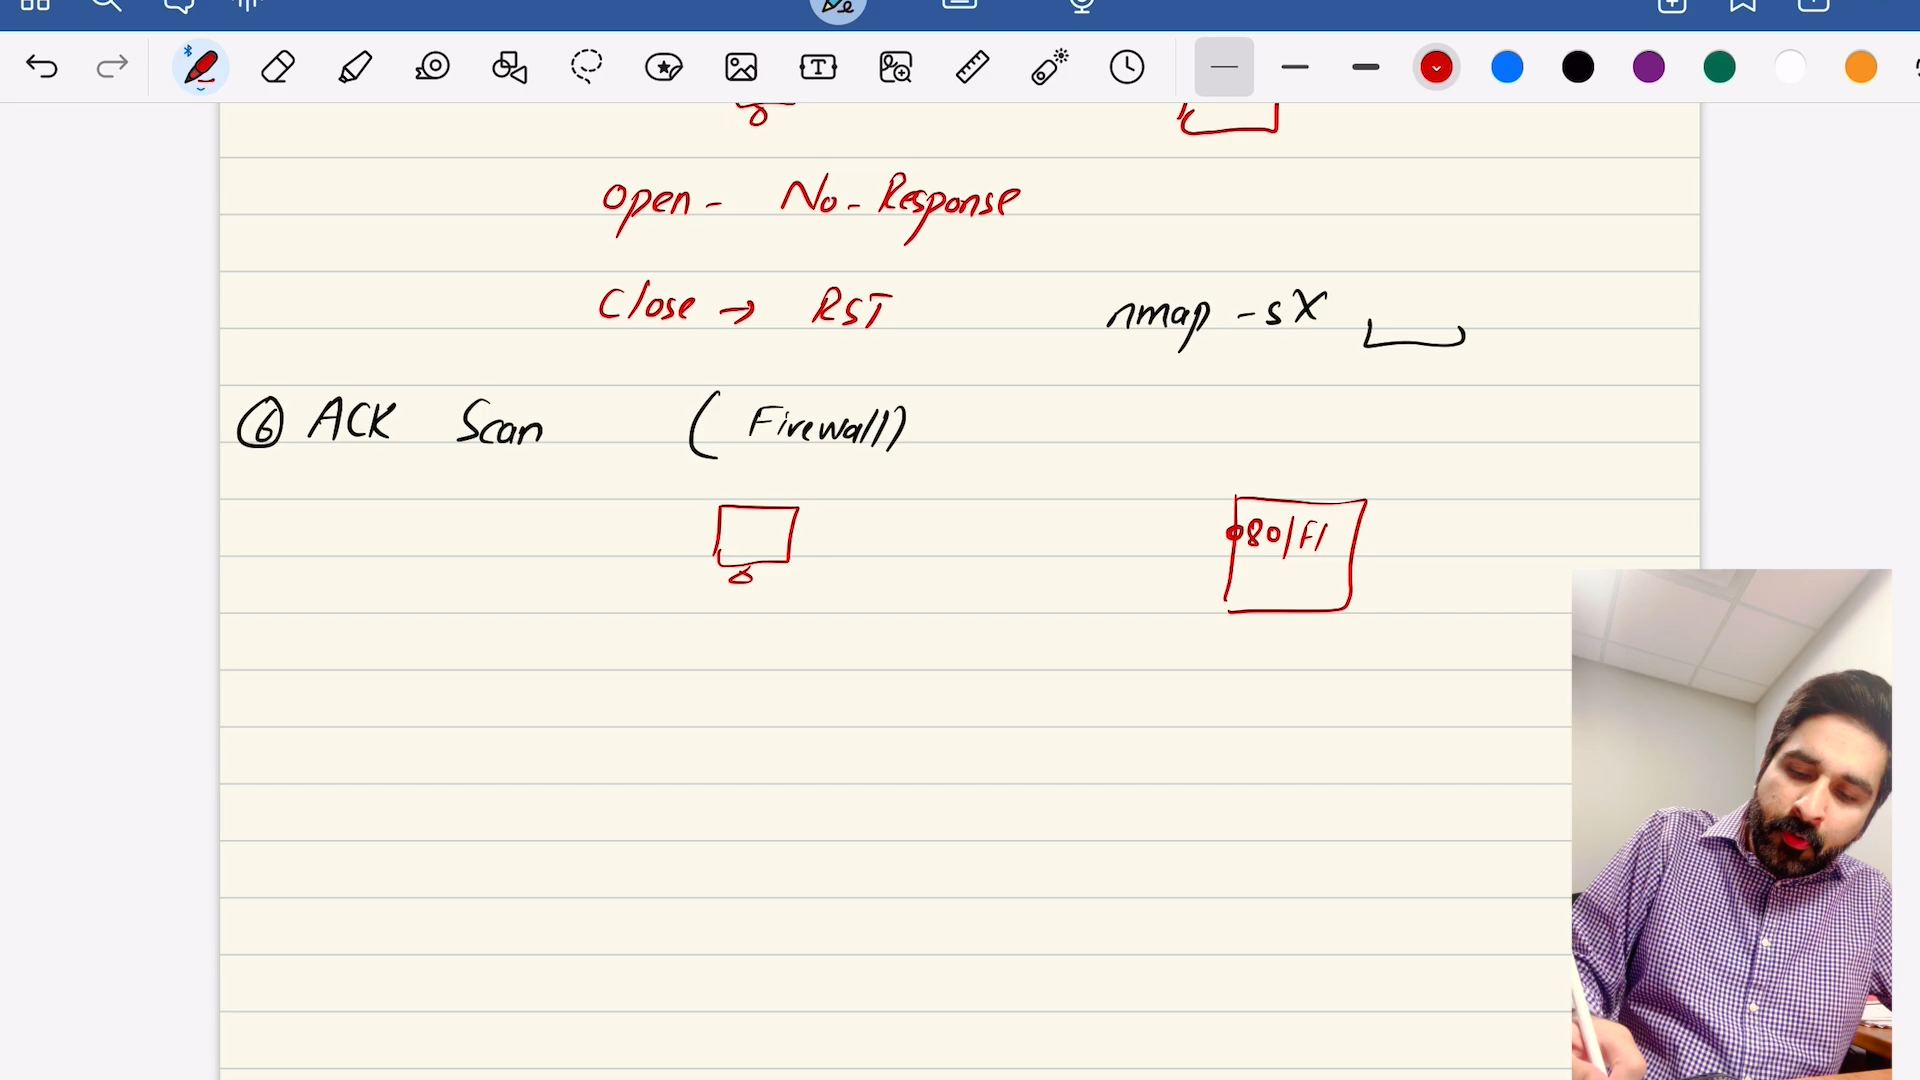 Open - No-Response
Close → RST
nmap -sX
⑥ ACK Scan (Firewall)
80/F/